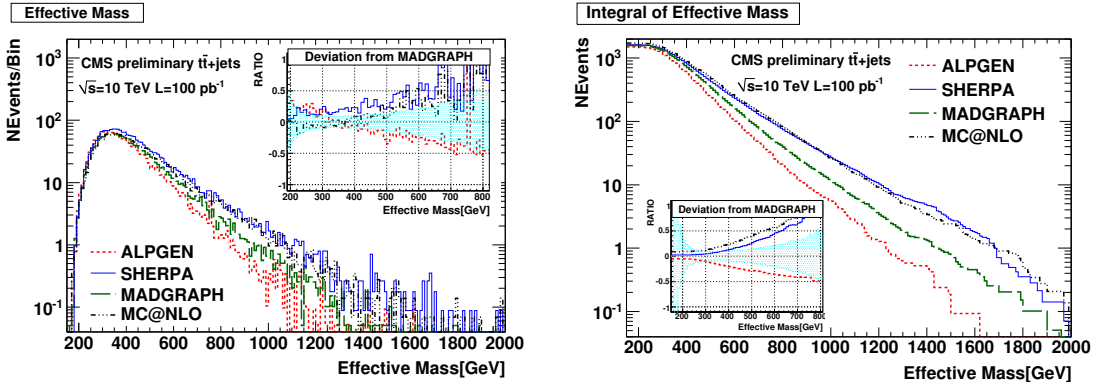 Effective Mass
NEvents/Bin
10³
10²
10
1
10⁻¹
CMS preliminary tt̄+jets
√s=10 TeV L=100 pb⁻¹
RATIO
Deviation from MADGRAPH
1
0.5
0
-0.5
-1
200 300 400 500 600 700 800
Effective Mass[GeV]
ALPGEN
SHERPA
MADGRAPH
MC@NLO
200 400 600 800 1000 1200 1400 1600 1800 2000
Effective Mass[GeV]
Integral of Effective Mass
NEvents
10³
10²
10
1
10⁻¹
CMS preliminary tt̄+jets
√s=10 TeV L=100 pb⁻¹
ALPGEN
SHERPA
MADGRAPH
MC@NLO
RATIO
Deviation from MADGRAPH
1
0.5
0
-0.5
-1
200 300 400 500 600 700 800
Effective Mass[GeV]
200 400 600 800 1000 1200 1400 1600 1800 2000
Effective Mass[GeV]